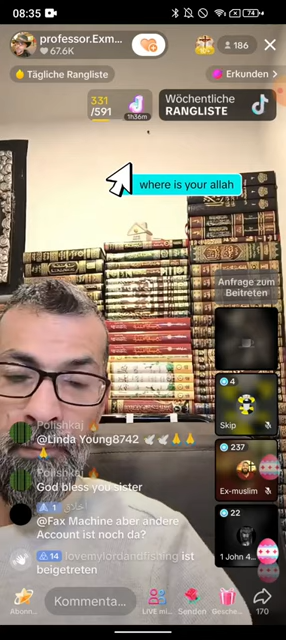 08:35
74
professor.Exm...
67.6K
186
Tägliche Rangliste
Erkunden >
331
/591
1h36m
Wöchentliche
RANGLISTE
where is your allah
Anfrage zum
Beitreten
4
Skip
237
Ex-muslim
22
1 John 4...
Polishkaj
@Linda Young8742
Polishkaj
God bless you sister
1
@Fax Machine aber andere
Account ist noch da?
14 lovemylordandfishing ist
beigetreten
Abonn...
Kommenta...
LIVE mi...
Senden
Gesche...
170